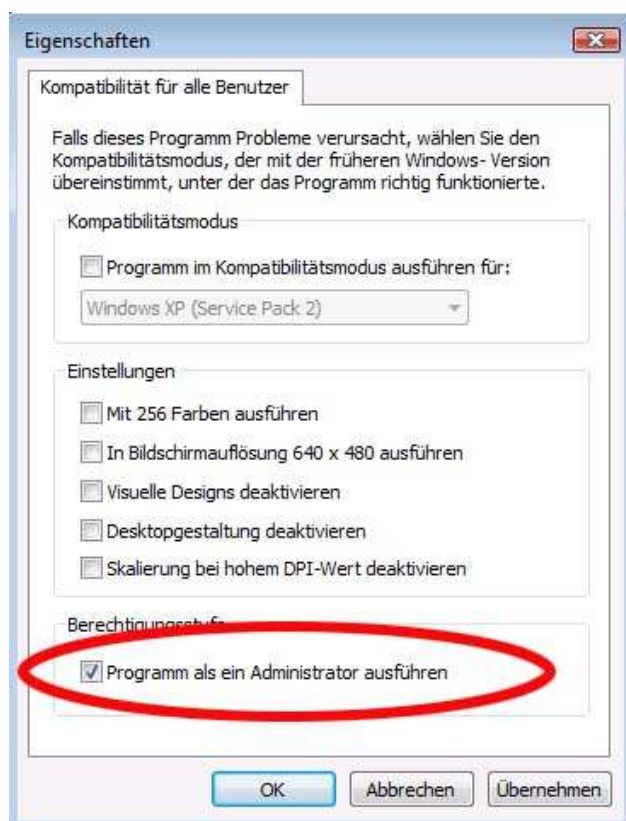 Eigenschaften
Kompatibilität für alle Benutzer
Falls dieses Programm Probleme verursacht, wählen Sie den
Kompatibilitätsmodus, der mit der früheren Windows- Version
übereinstimmt, unter der das Programm richtig funktionierte.
Kompatibilitätsmodus
Programm im Kompatibilitätsmodus ausführen für:
Windows XP (Service Pack 2)
Einstellungen
Mit 256 Farben ausführen
In Bildschirmauflösung 640 x 480 ausführen
Visuelle Designs deaktivieren
Desktopgestaltung deaktivieren
Skalierung bei hohem DPI-Wert deaktivieren
Berechtigungsstufe
Programm als ein Administrator ausführen
OK Abbrechen Übernehmen